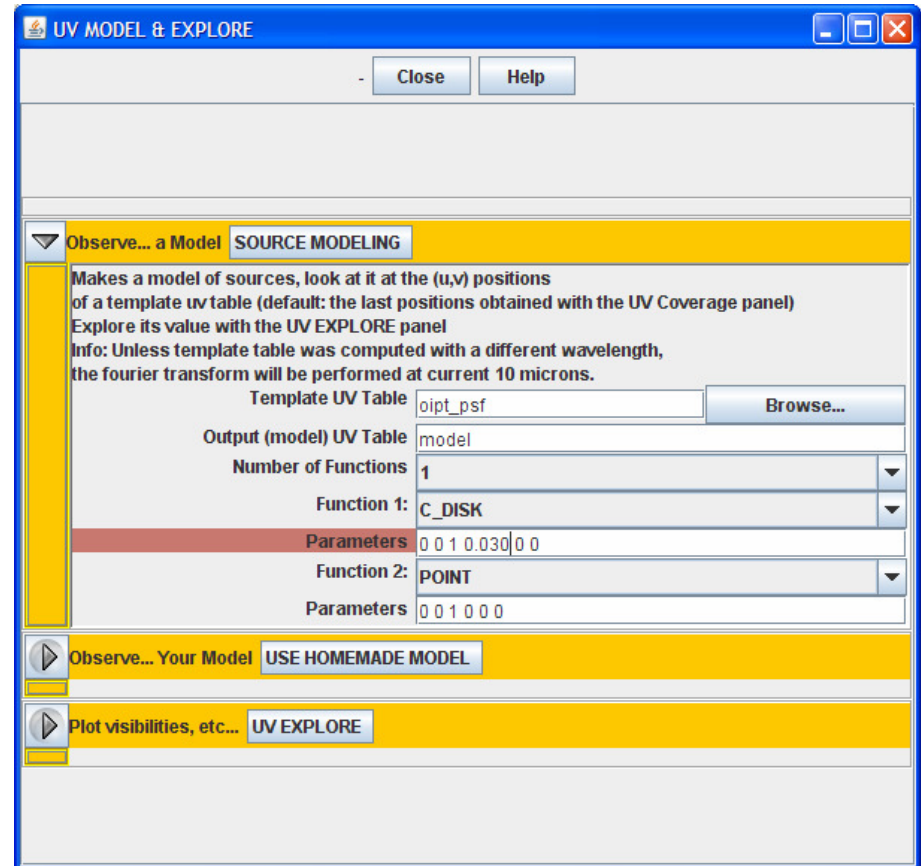 UV MODEL & EXPLORE
- Close Help
Observe... a Model SOURCE MODELING
Makes a model of sources, look at it at the (u,v) positions
of a template uv table (default: the last positions obtained with the UV Coverage panel)
Explore its value with the UV EXPLORE panel
Info: Unless template table was computed with a different wavelength,
the fourier transform will be performed at current 10 microns.
Template UV Table oipt_psf Browse...
Output (model) UV Table model
Number of Functions 1
Function 1: C_DISK
Parameters 0 0 1 0.030 0 0
Function 2: POINT
Parameters 0 0 1 0 0 0
Observe... Your Model USE HOMEMADE MODEL
Plot visibilities, etc... UV EXPLORE